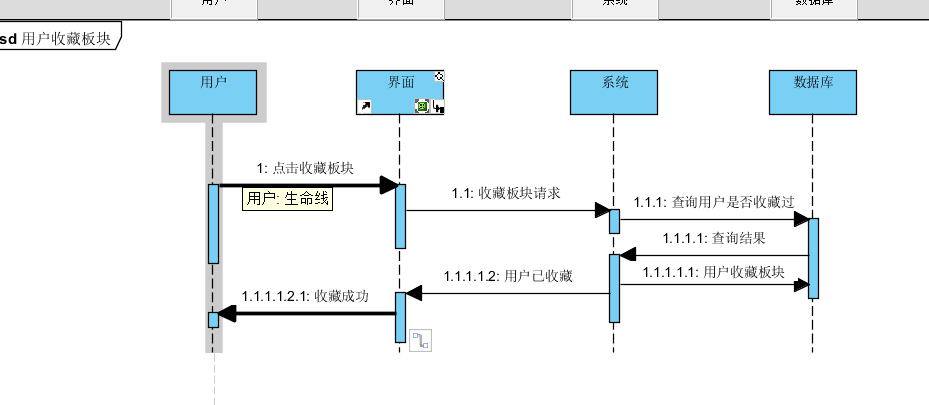 用户 界面 系统 数据库
sd 用户收藏板块
用户 界面 系统 数据库
1: 点击收藏板块
用户: 生命线
1.1: 收藏板块请求
1.1.1: 查询用户是否收藏过
1.1.1.1: 查询结果
1.1.1.1.1: 用户收藏板块
1.1.1.1.2: 用户已收藏
1.1.1.1.2.1: 收藏成功